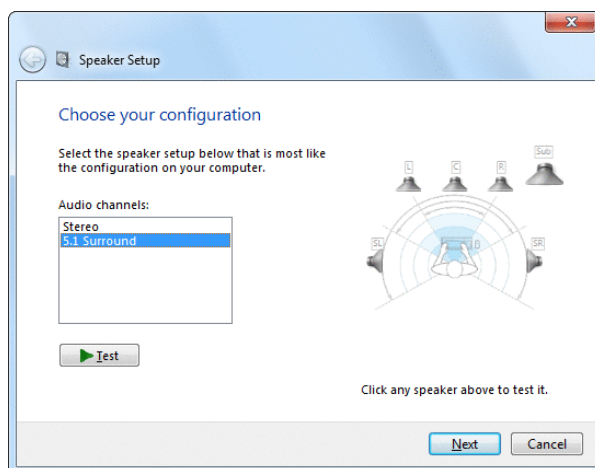 Speaker Setup
Choose your configuration
Select the speaker setup below that is most like
the configuration on your computer.
Audio channels:
Stereo
5.1 Surround
Test
L
C
R
Sub
SL
SR
Click any speaker above to test it.
Next
Cancel